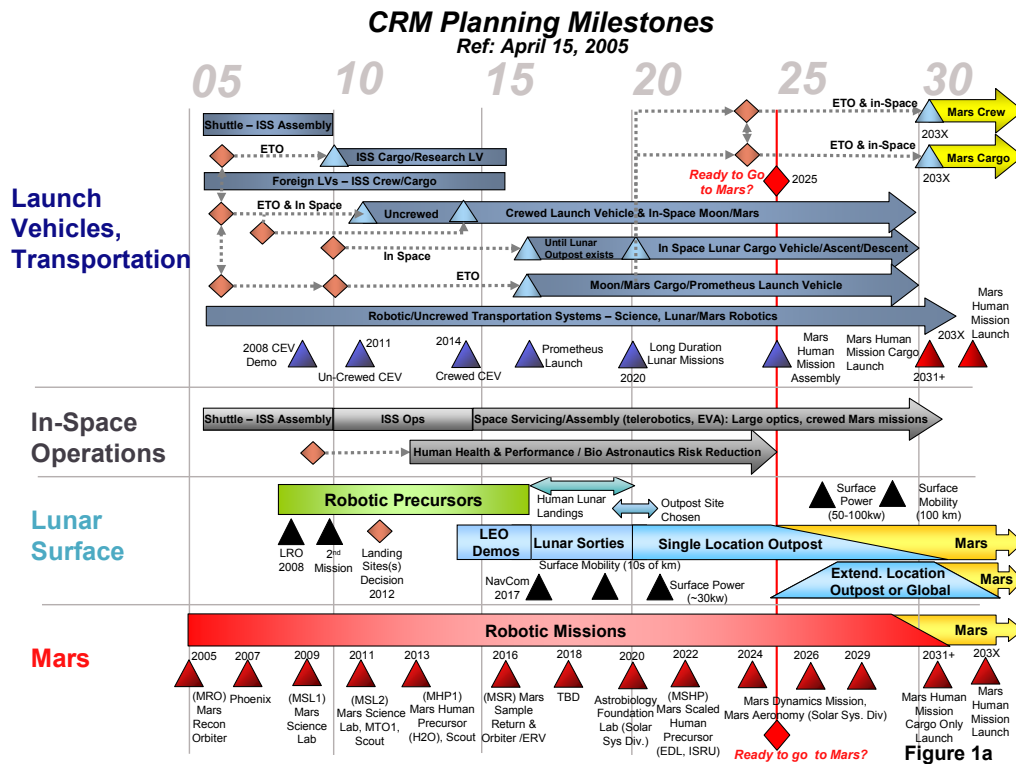 CRM Planning Milestones
Ref: April 15, 2005
05 10 15 20 25 30
Launch
Vehicles,
Transportation
Shuttle – ISS Assembly
ETO
ISS Cargo/Research LV
Foreign LVs – ISS Crew/Cargo
ETO & in-Space
Mars Crew
203X
ETO & in-Space
Mars Cargo
203X
Ready to Go
to Mars?
2025
ETO & In Space
Uncrewed
Crewed Launch Vehicle & In-Space Moon/Mars
In Space
Until Lunar
Outpost exists
In Space Lunar Cargo Vehicle/Ascent/Descent
ETO
Moon/Mars Cargo/Prometheus Launch Vehicle
Robotic/Uncrewed Transportation Systems – Science, Lunar/Mars Robotics
2008 CEV
Demo
2011
Un-Crewed CEV
2014
Crewed CEV
Prometheus
Launch
Long Duration
Lunar Missions
2020
Mars
Human
Mission
Assembly
Mars Human
Mission Cargo
Launch
2031+
203X
Mars
Human
Mission
Launch
In-Space
Operations
Shuttle – ISS Assembly
ISS Ops
Space Servicing/Assembly (telerobotics, EVA): Large optics, crewed Mars missions
Human Health & Performance / Bio Astronautics Risk Reduction
Lunar
Surface
Robotic Precursors
Human Lunar
Landings
Outpost Site
Chosen
Surface
Power
(50-100kw)
Surface
Mobility
(100 km)
LRO
2008
2nd
Mission
Landing
Sites(s)
Decision
2012
LEO
Demos
Lunar Sorties
Single Location Outpost
Mars
Surface Mobility (10s of km)
NavCom
2017
Surface Power
(~30kw)
Extend. Location
Outpost or Global
Mars
Mars
Robotic Missions
Mars
2005
(MRO)
Mars
Recon
Orbiter
2007
Phoenix
2009
(MSL1)
Mars
Science
Lab
2011
(MSL2)
Mars Science
Lab, MTO1,
Scout
2013
(MHP1)
Mars Human
Precursor
(H2O), Scout
2016
(MSR) Mars
Sample
Return &
Orbiter /ERV
2018
TBD
2020
Astrobiology
Foundation
Lab (Solar
Sys Div.)
2022
(MSHP)
Mars Scaled
Human
Precursor
(EDL, ISRU)
2024
2026
2029
Mars Dynamics Mission,
Mars Aeronomy (Solar Sys. Div)
2031+
Mars Human
Mission
Cargo Only
Launch
203X
Mars
Human
Mission
Launch
Ready to go to Mars?
Figure 1a